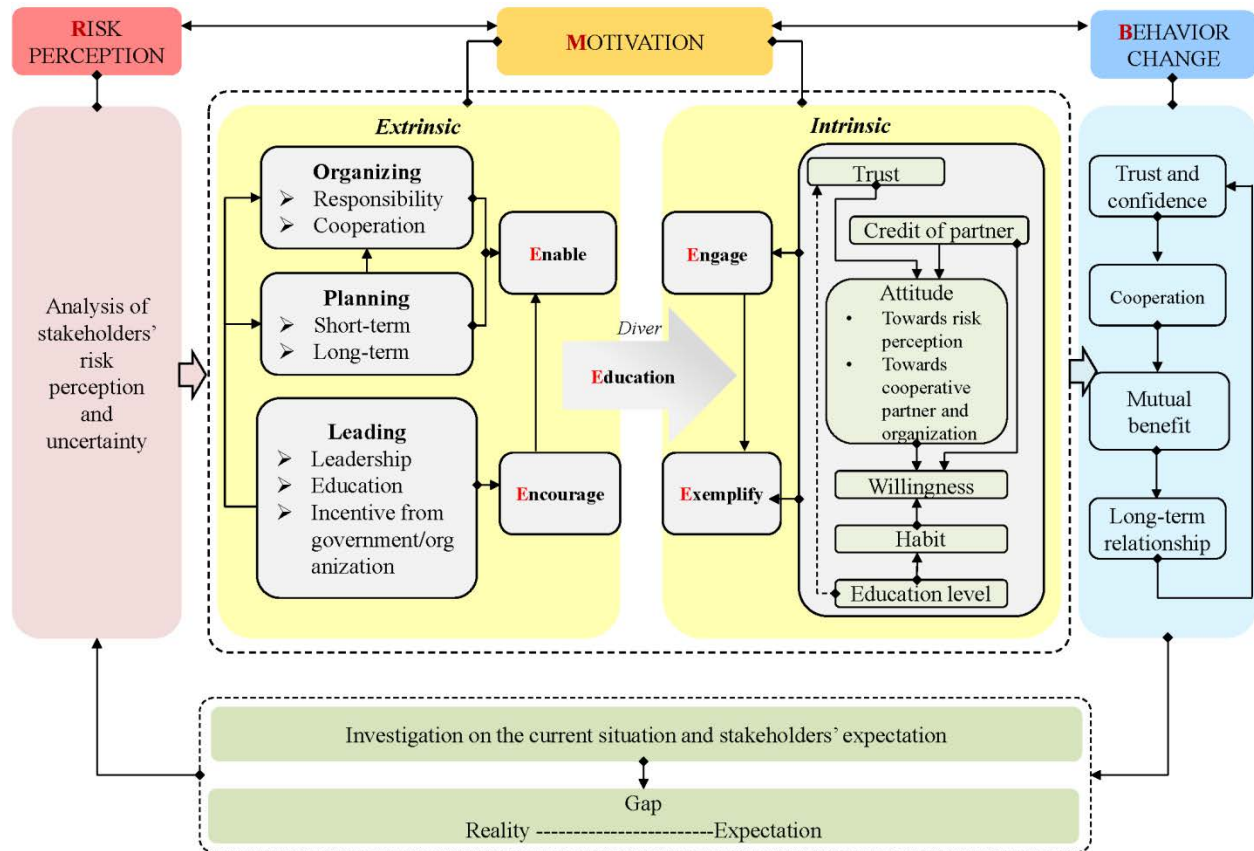 RISK
PERCEPTION
MOTIVATION
BEHAVIOR
CHANGE
Analysis of
stakeholders’
risk
perception
and
uncertainty
Extrinsic
Organizing
➢ Responsibility
➢ Cooperation
Planning
➢ Short-term
➢ Long-term
Leading
➢ Leadership
➢ Education
➢ Incentive from
government/org
anization
Enable
Encourage
Diver
Education
Intrinsic
Engage
Exemplify
Trust
Credit of partner
Attitude
• Towards risk
perception
• Towards
cooperative
partner and
organization
Willingness
Habit
Education level
Trust and
confidence
Cooperation
Mutual
benefit
Long-term
relationship
Investigation on the current situation and stakeholders’ expectation
Gap
Reality ------------------------Expectation